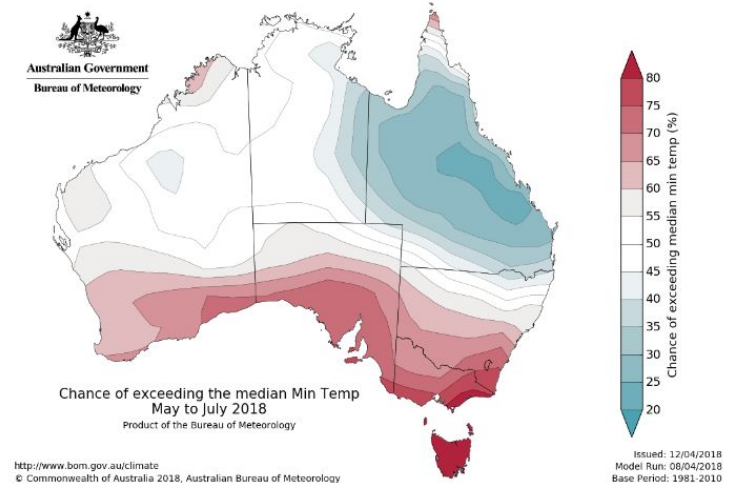 Australian Government
Bureau of Meteorology
80
75
70
65
60
55
50
45
40
35
30
25
20
Chance of exceeding median min temp (%)
Chance of exceeding the median Min Temp
May to July 2018
Product of the Bureau of Meteorology
http://www.bom.gov.au/climate
© Commonwealth of Australia 2018, Australian Bureau of Meteorology
Issued: 12/04/2018
Model Run: 08/04/2018
Base Period: 1981-2010